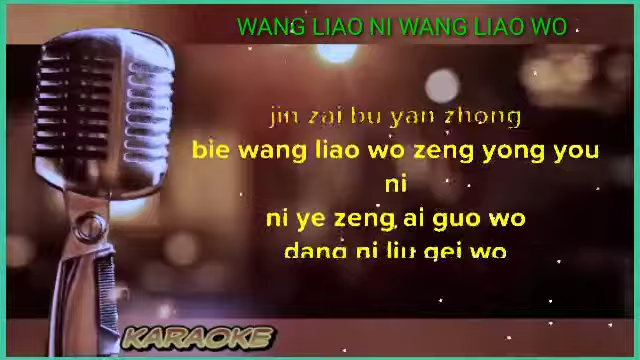 WANG LIAO NI WANG LIAO WO
jin zai bu yan zhong
bie wang liao wo zeng yong you
ni
ni ye zeng ai guo wo
dang ni liu gei wo
KARAOKE